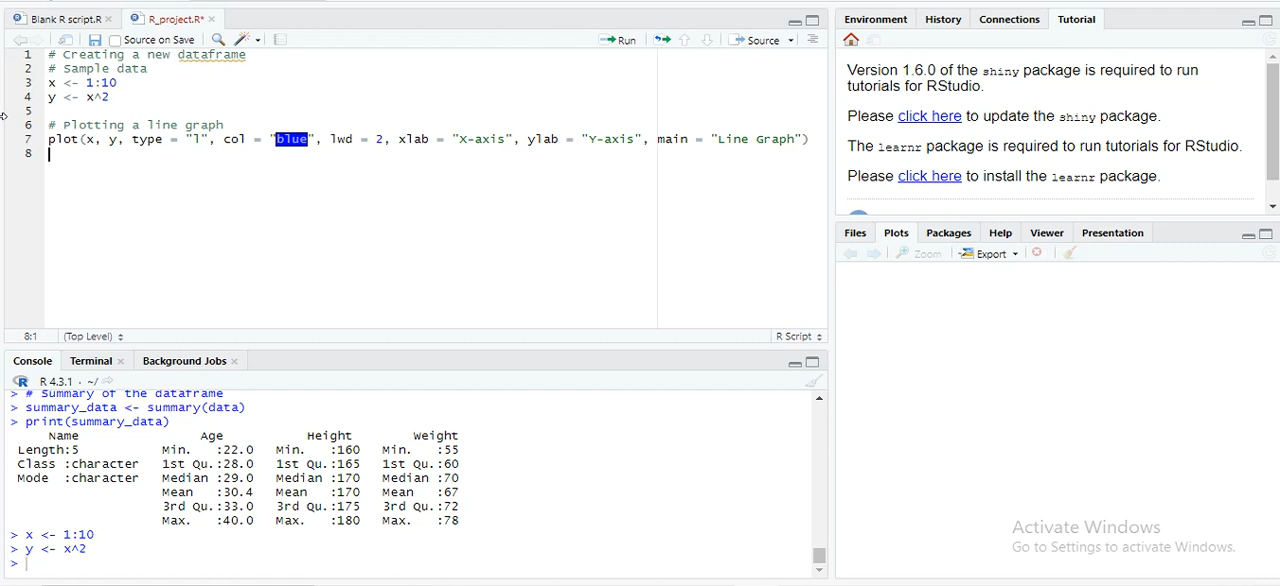 Blank R script.R
R_project.R*
Source on Save
Run
Source
1 # Creating a new dataframe
2 # Sample data
3 x <- 1:10
4 y <- x^2
5
6 # Plotting a line graph
7 plot(x, y, type = "l", col = "blue", lwd = 2, xlab = "X-axis", ylab = "Y-axis", main = "Line Graph")
8
8:1 (Top Level) R Script
Console Terminal Background Jobs
R 4.3.1 · ~/
> # Summary of the dataframe
> summary_data <- summary(data)
> print(summary_data)
Name Age Height Weight
Length:5 Min. :22.0 Min. :160 Min. :55
Class :character 1st Qu.:28.0 1st Qu.:165 1st Qu.:60
Mode :character Median :29.0 Median :170 Median :70
Mean :30.4 Mean :170 Mean :67
3rd Qu.:33.0 3rd Qu.:175 3rd Qu.:72
Max. :40.0 Max. :180 Max. :78
> x <- 1:10
> y <- x^2
>
Environment History Connections Tutorial
Version 1.6.0 of the shiny package is required to run
tutorials for RStudio.
Please click here to update the shiny package.
The learnr package is required to run tutorials for RStudio.
Please click here to install the learnr package.
Files Plots Packages Help Viewer Presentation
Zoom Export
Activate Windows
Go to Settings to activate Windows.